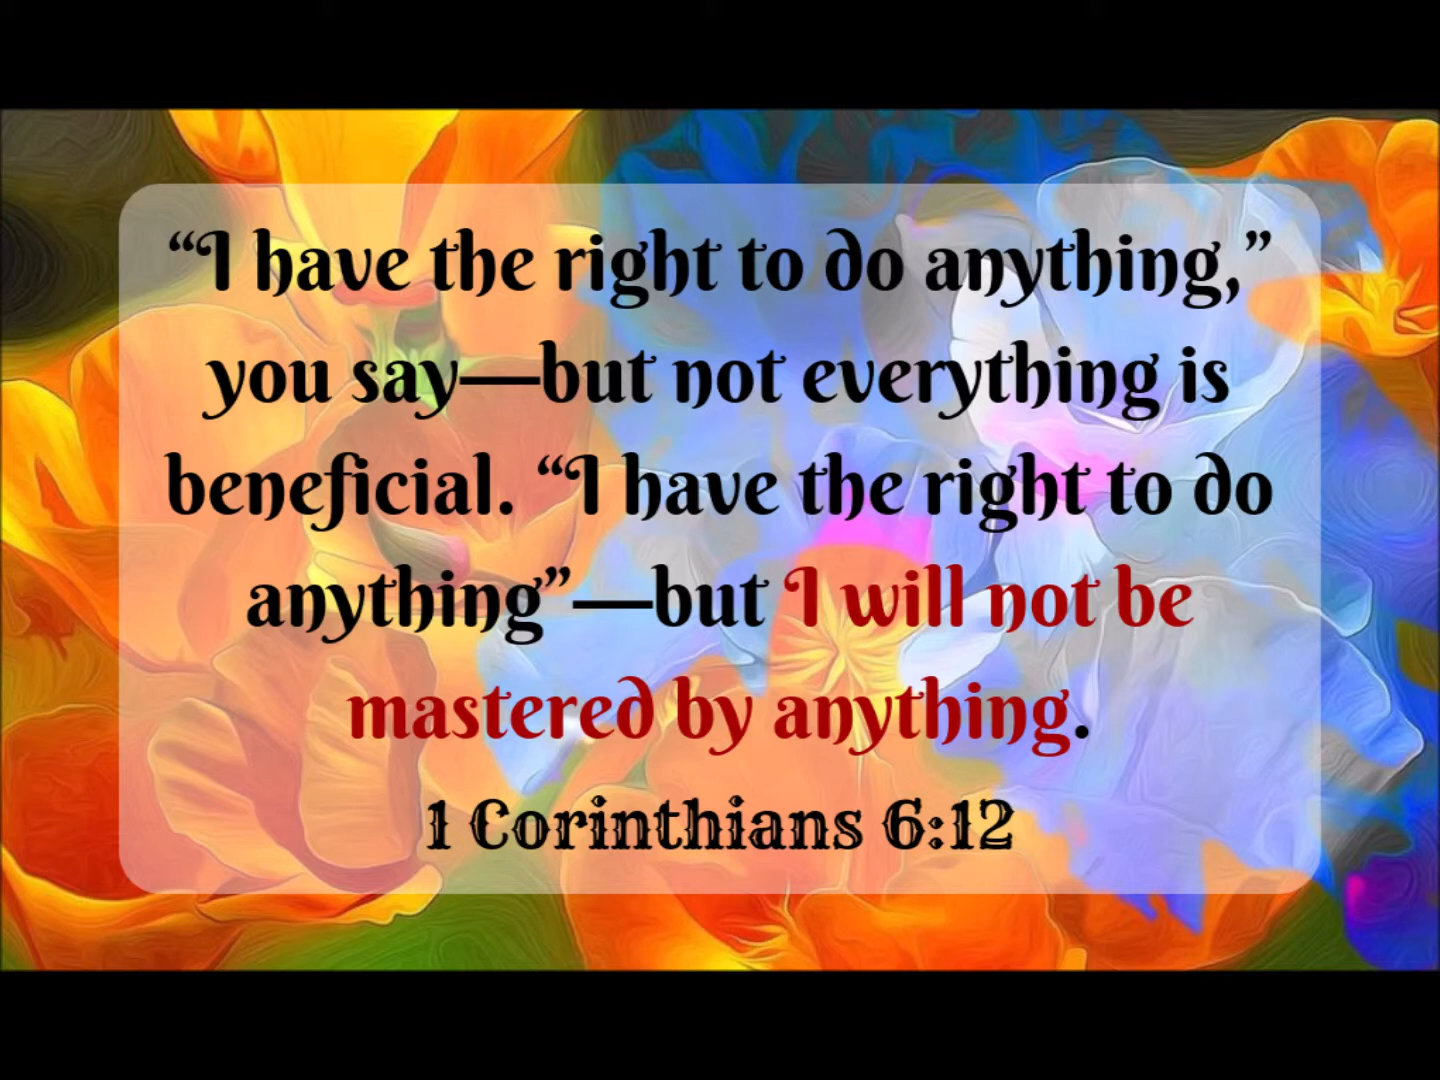 “I have the right to do anything,”
you say—but not everything is
beneficial. “I have the right to do
anything”—but I will not be
mastered by anything.
1 Corinthians 6:12